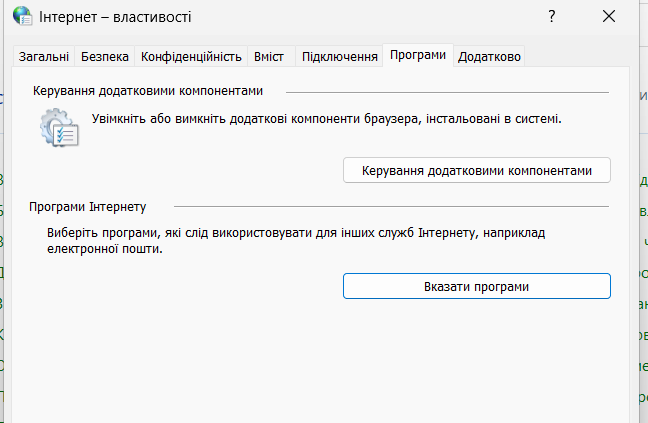 Інтернет – властивості
?
Загальні Безпека Конфіденційність Вміст Підключення Програми Додатково
Керування додатковими компонентами
Увімкніть або вимкніть додаткові компоненти браузера, інстальовані в системі.
Керування додатковими компонентами
Програми Інтернету
Виберіть програми, які слід використовувати для інших служб Інтернету, наприклад
електронної пошти.
Вказати програми